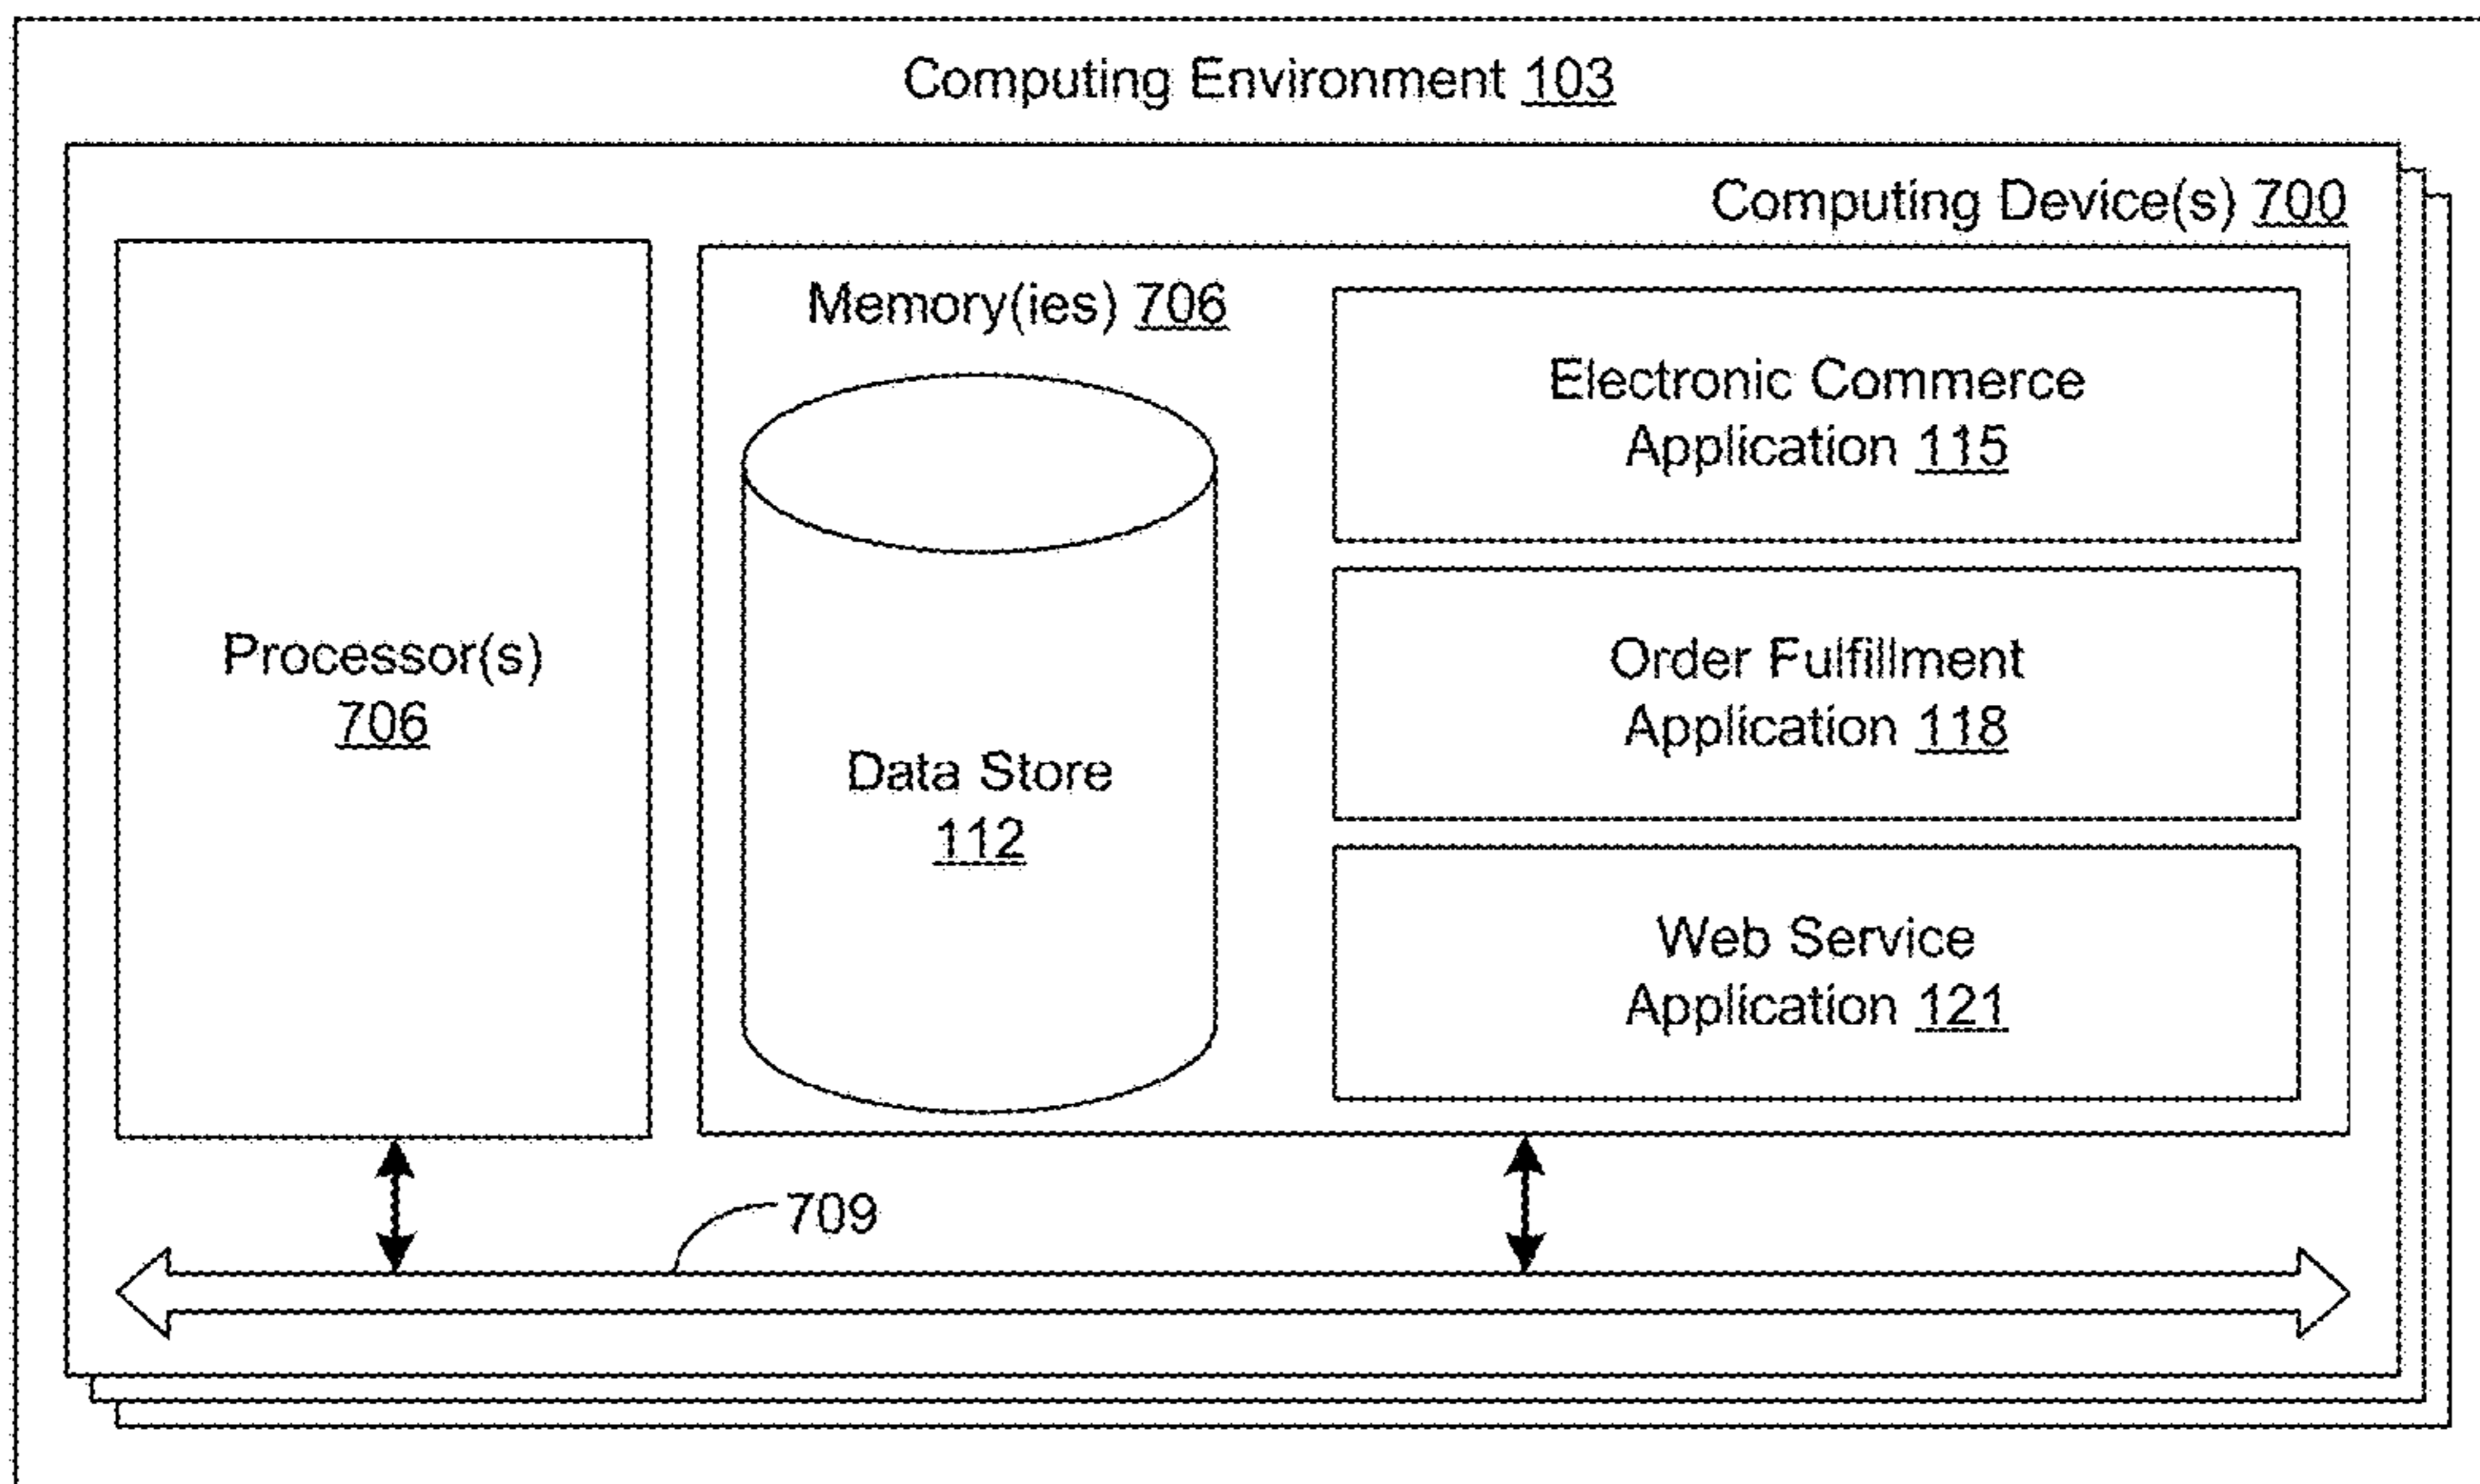 Computing Environment 103
Computing Device(s) 700
Processor(s)
706
Memory(ies) 706
Data Store
112
Electronic Commerce
Application 115
Order Fulfillment
Application 118
Web Service
Application 121
709